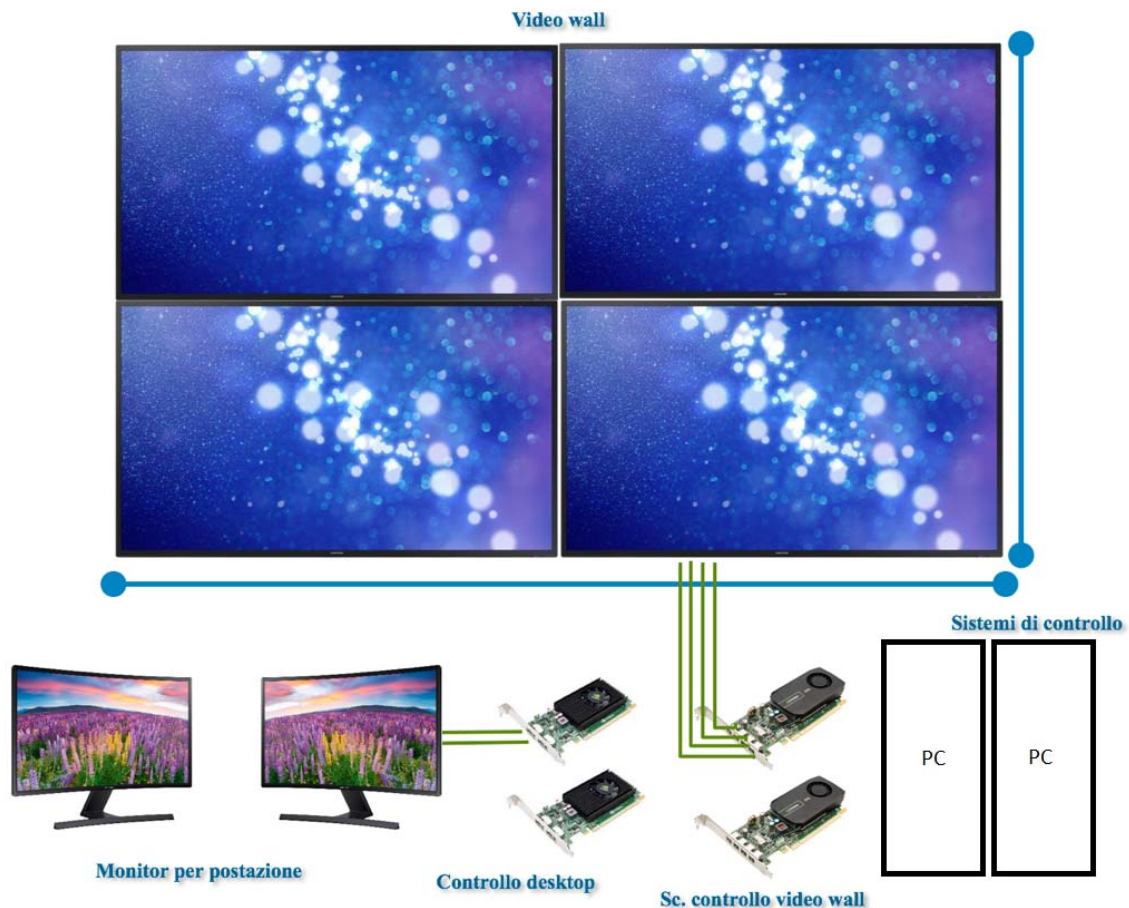 Video wall
Sistemi di controllo
PC
PC
Monitor per postazione
Controllo desktop
Sc. controllo video wall